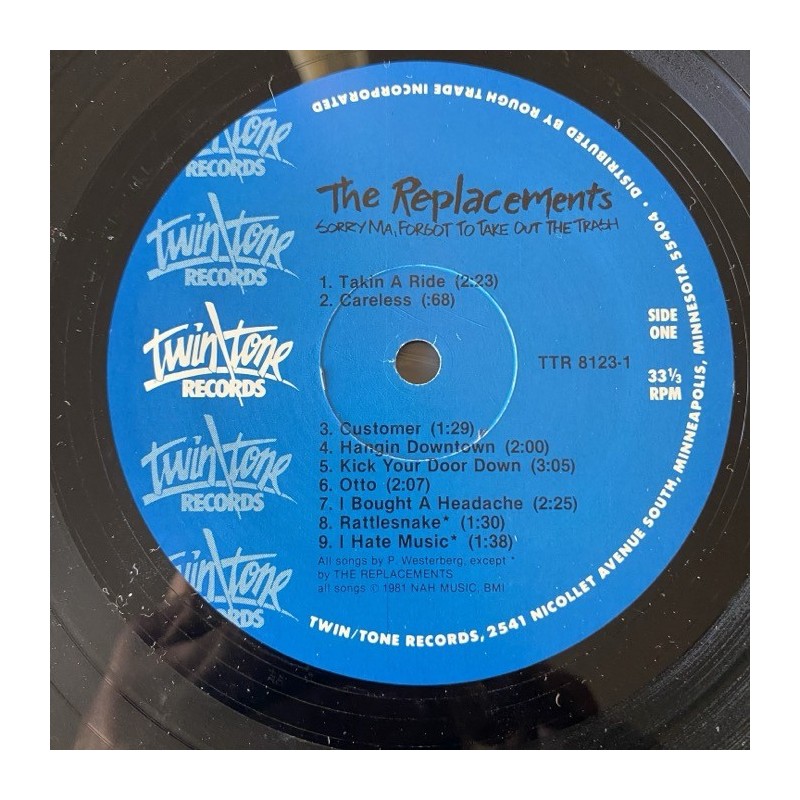 The Replacements
SORRY MA, FORGOT TO TAKE OUT THE TRASH
1. Takin A Ride (2:23)
2. Careless (:68)
SIDE
ONE
TTR 8123-1
33⅓
RPM
3. Customer (1:29)
4. Hangin Downtown (2:00)
5. Kick Your Door Down (3:05)
6. Otto (2:07)
7. I Bought A Headache (2:25)
8. Rattlesnake* (1:30)
9. I Hate Music* (1:38)
All songs by P. Westerberg, except *
by THE REPLACEMENTS
all songs © 1981 NAH MUSIC, BMI
twin\tone
RECORDS
twin\tone
RECORDS
twin\tone
RECORDS
twin\tone
RECORDS
twin\tone
RECORDS
TWIN/TONE RECORDS, 2541 NICOLLET AVENUE SOUTH, MINNEAPOLIS, MINNESOTA 55404 • DISTRIBUTED BY ROUGH TRADE INCORPORATED